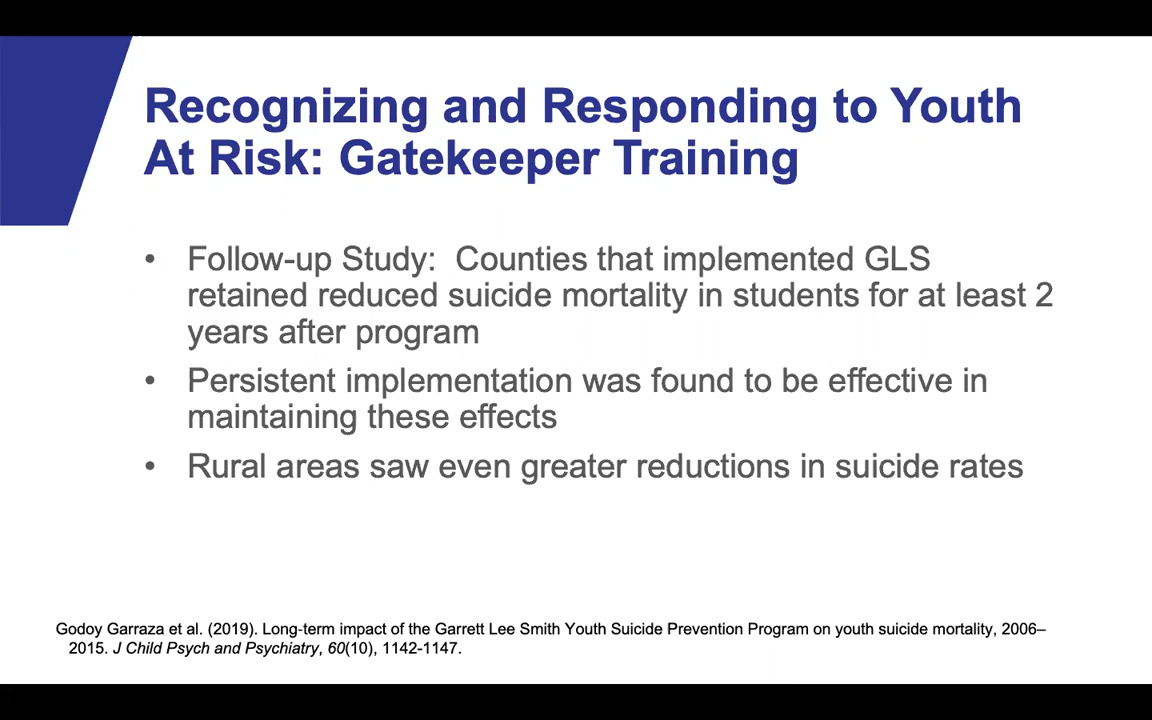 Recognizing and Responding to Youth
At Risk: Gatekeeper Training
• Follow-up Study:  Counties that implemented GLS
retained reduced suicide mortality in students for at least 2
years after program
• Persistent implementation was found to be effective in
maintaining these effects
• Rural areas saw even greater reductions in suicide rates
Godoy Garraza et al. (2019). Long-term impact of the Garrett Lee Smith Youth Suicide Prevention Program on youth suicide mortality, 2006–
2015. J Child Psych and Psychiatry, 60(10), 1142-1147.